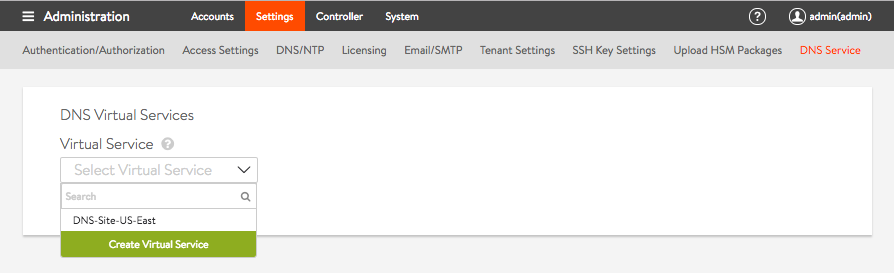 Administration Accounts Settings Controller System ? admin(admin)
Authentication/Authorization Access Settings DNS/NTP Licensing Email/SMTP Tenant Settings SSH Key Settings Upload HSM Packages DNS Service
DNS Virtual Services
Virtual Service ?
Select Virtual Service
Search
DNS-Site-US-East
Create Virtual Service